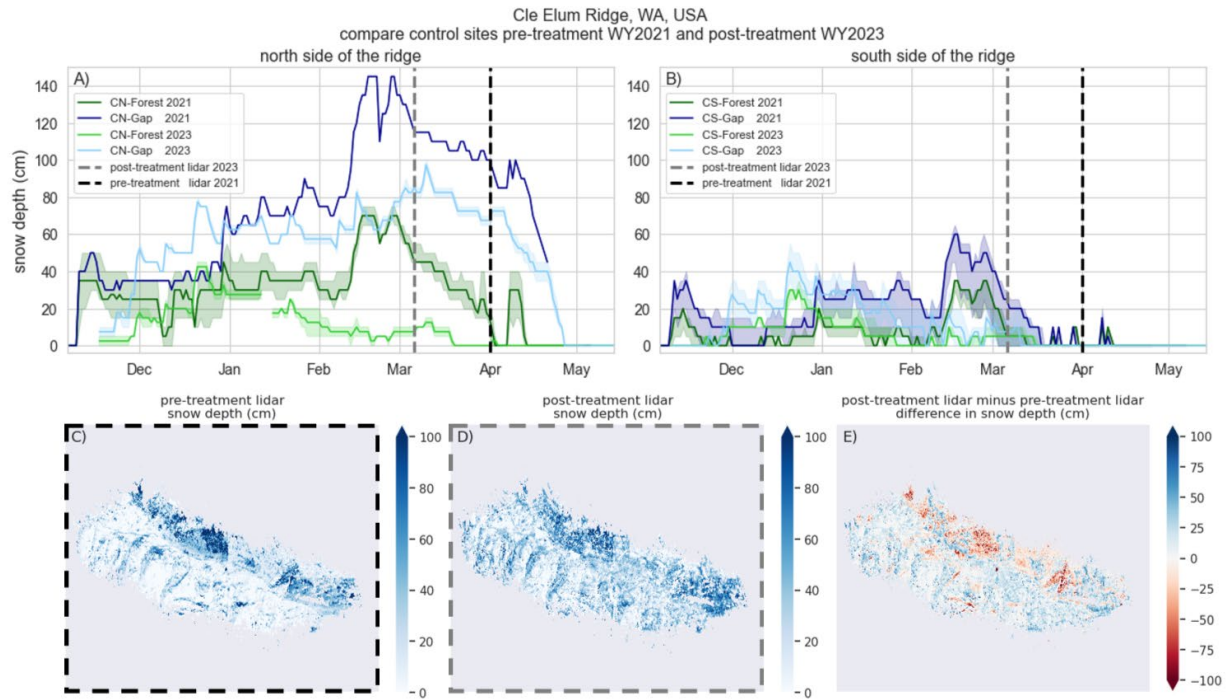 Cle Elum Ridge, WA, USA
compare control sites pre-treatment WY2021 and post-treatment WY2023
north side of the ridge
A)
CN-Forest 2021
CN-Gap 2021
CN-Forest 2023
CN-Gap 2023
post-treatment lidar 2023
pre-treatment lidar 2021
snow depth (cm)
140
120
100
80
60
40
20
0
Dec Jan Feb Mar Apr May
south side of the ridge
B)
CS-Forest 2021
CS-Gap 2021
CS-Forest 2023
CS-Gap 2023
post-treatment lidar 2023
pre-treatment lidar 2021
140
120
100
80
60
40
20
0
Dec Jan Feb Mar Apr May
pre-treatment lidar
snow depth (cm)
C)
100
80
60
40
20
0
post-treatment lidar
snow depth (cm)
D)
100
80
60
40
20
0
post-treatment lidar minus pre-treatment lidar
difference in snow depth (cm)
E)
100
75
50
25
0
−25
−50
−75
−100